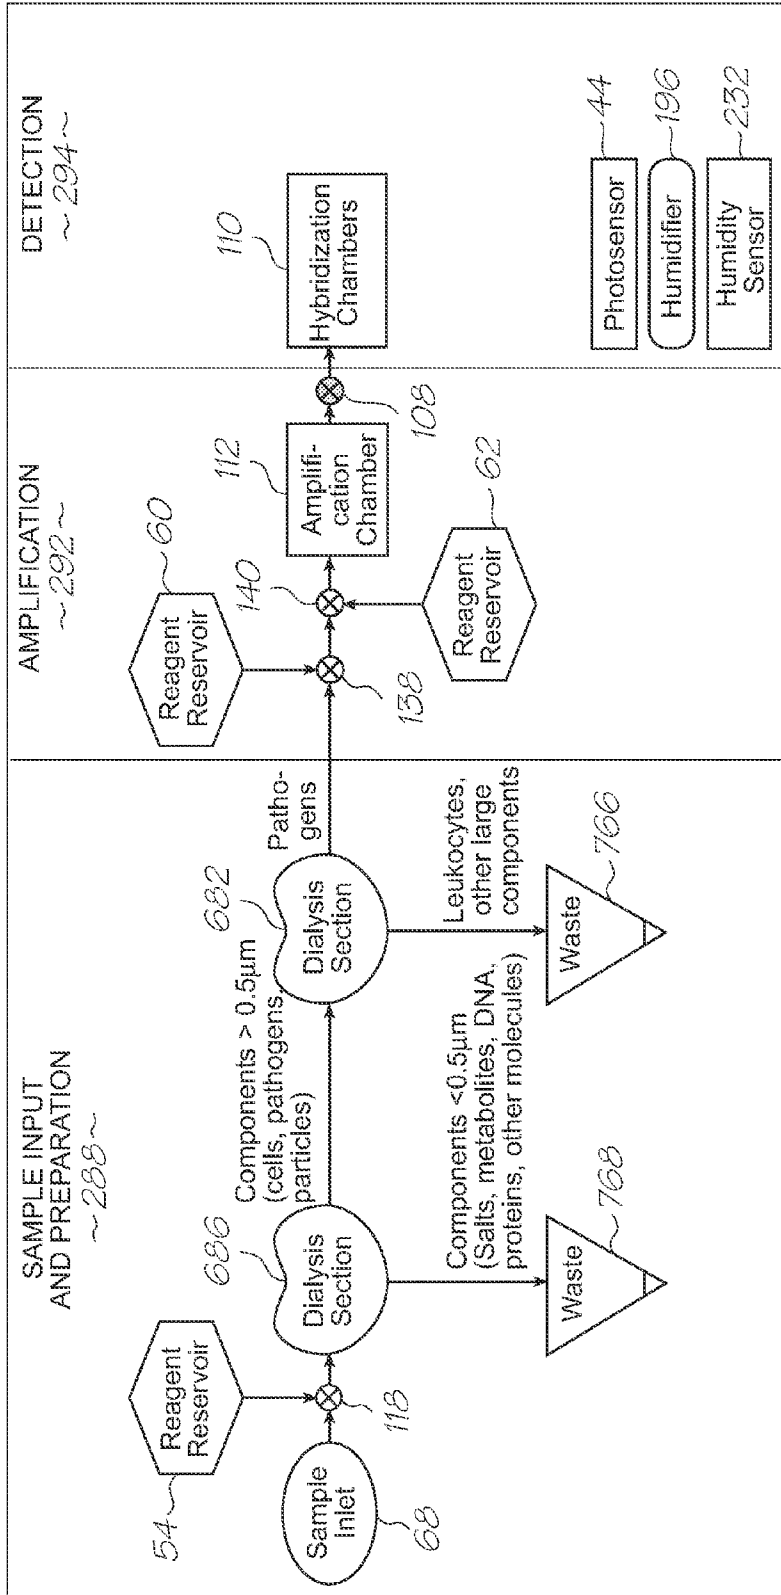 SAMPLE INPUT
AND PREPARATION
~288~
54
Reagent
Reservoir
Sample
Inlet
68
118
686
Dialysis
Section
Components > 0.5µm
(cells, pathogens,
particles)
Components <0.5µm
(Salts, metabolites, DNA,
proteins, other molecules)
Waste
768
682
Dialysis
Section
Patho-
gens
Leukocytes,
other large
components
Waste
766
AMPLIFICATION
~292~
Reagent
Reservoir
60
138
140
Reagent
Reservoir
62
112
Amplifi-
cation
Chamber
108
DETECTION
~294~
110
Hybridization
Chambers
Photosensor
44
Humidifier
196
Humidity
Sensor
232